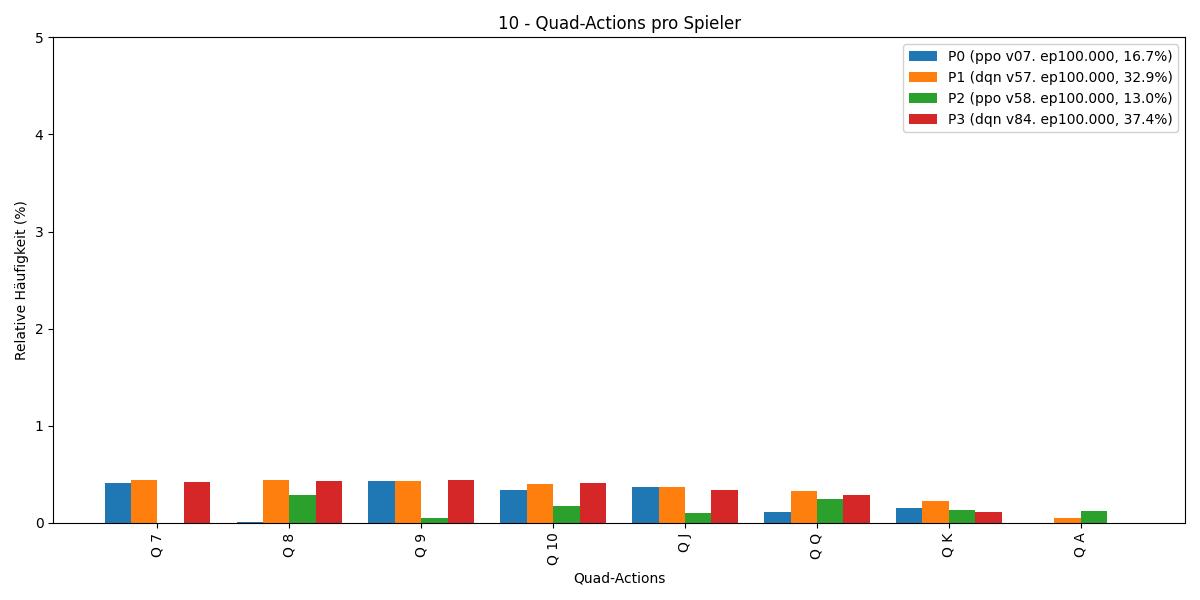 10 - Quad-Actions pro Spieler
P0 (ppo v07. ep100.000, 16.7%)
P1 (dqn v57. ep100.000, 32.9%)
P2 (ppo v58. ep100.000, 13.0%)
P3 (dqn v84. ep100.000, 37.4%)
Relative Häufigkeit (%)
5
4
3
2
1
0
Q 7
Q 8
Q 9
Q 10
Q J
Q Q
Q K
Q A
Quad-Actions